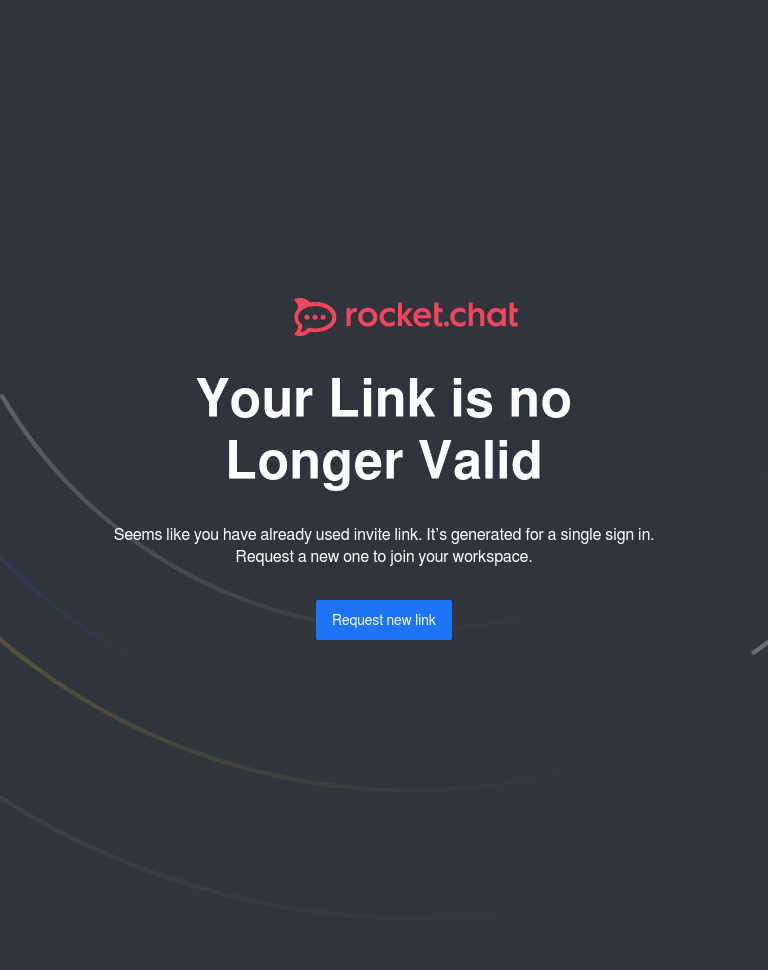 rocket.chat
Your Link is no
Longer Valid
Seems like you have already used invite link. It’s generated for a single sign in.
Request a new one to join your workspace.
Request new link